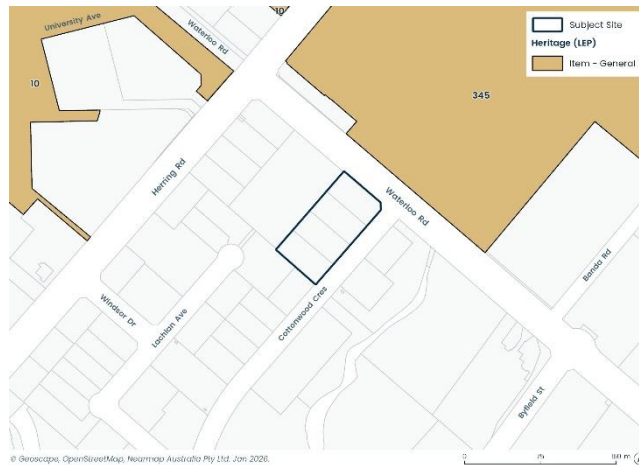 University Ave
Waterloo Rd
10
10
Subject Site
Heritage (LEP)
Item - General
345
Herring Rd
Waterloo Rd
Banda Rd
Windsor Dr
Lachlan Ave
Cottonwood Cres
Byfield St
© Geoscape, OpenStreetMap, Nearmap Australia Pty Ltd. Jan 2026.
0
75